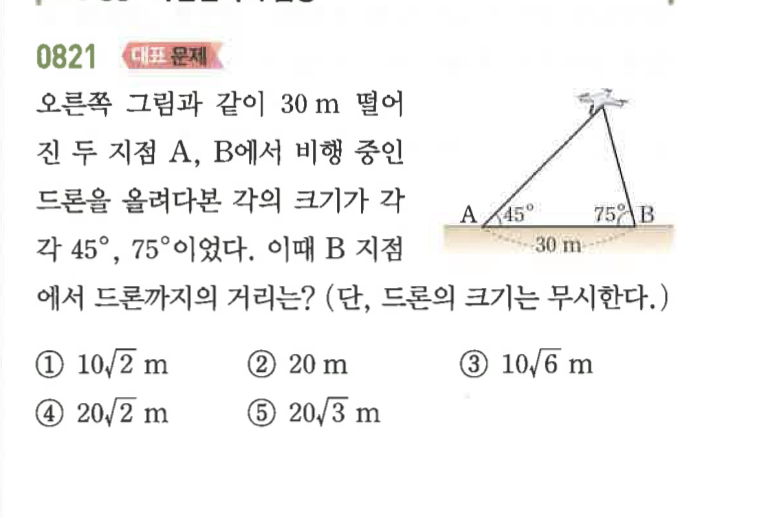 0821 대표 문제
오른쪽 그림과 같이 30 m 떨어
진 두 지점 A, B에서 비행 중인
드론을 올려다본 각의 크기가 각
각 45°, 75°이었다. 이때 B 지점
에서 드론까지의 거리는? (단, 드론의 크기는 무시한다.)
A 45° 75° B
30 m
① 10√2 m ② 20 m ③ 10√6 m
④ 20√2 m ⑤ 20√3 m